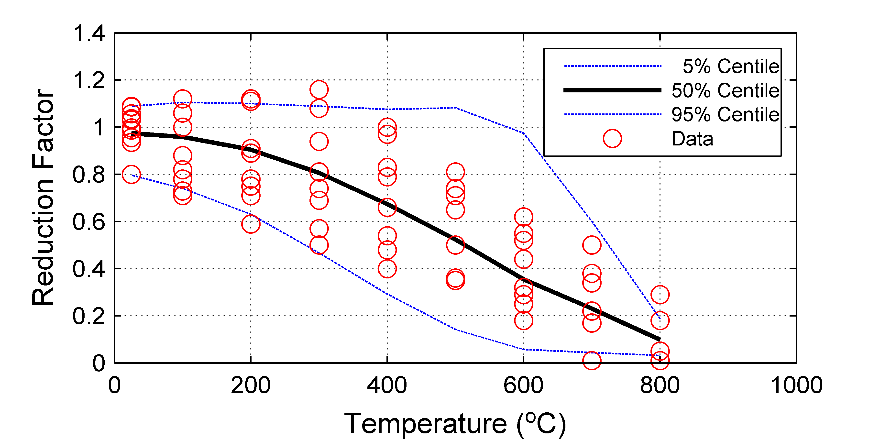 1.4
1.2
1
0.8
0.6
0.4
0.2
0
0 200 400 600 800 1000
Reduction Factor
Temperature (ºC)
5% Centile
50% Centile
95% Centile
Data